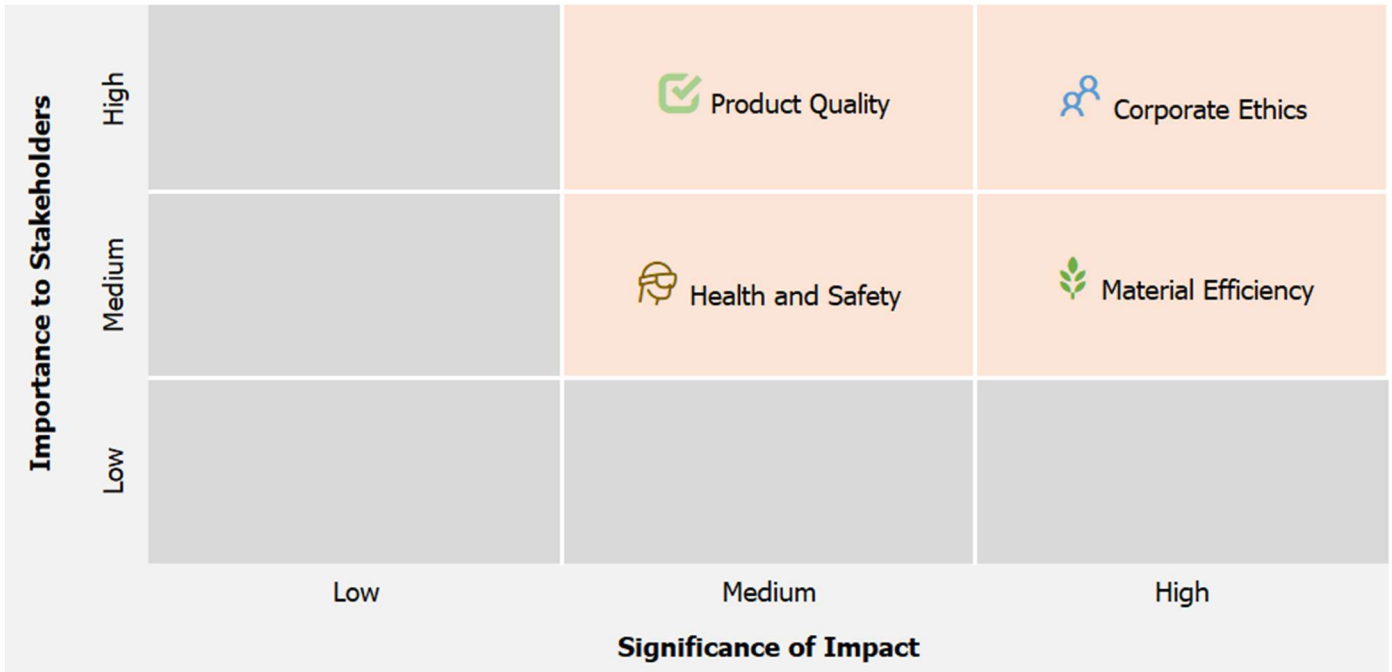 Importance to Stakeholders
High
Product Quality
Corporate Ethics
Medium
Health and Safety
Material Efficiency
Low
Low
Medium
High
Significance of Impact